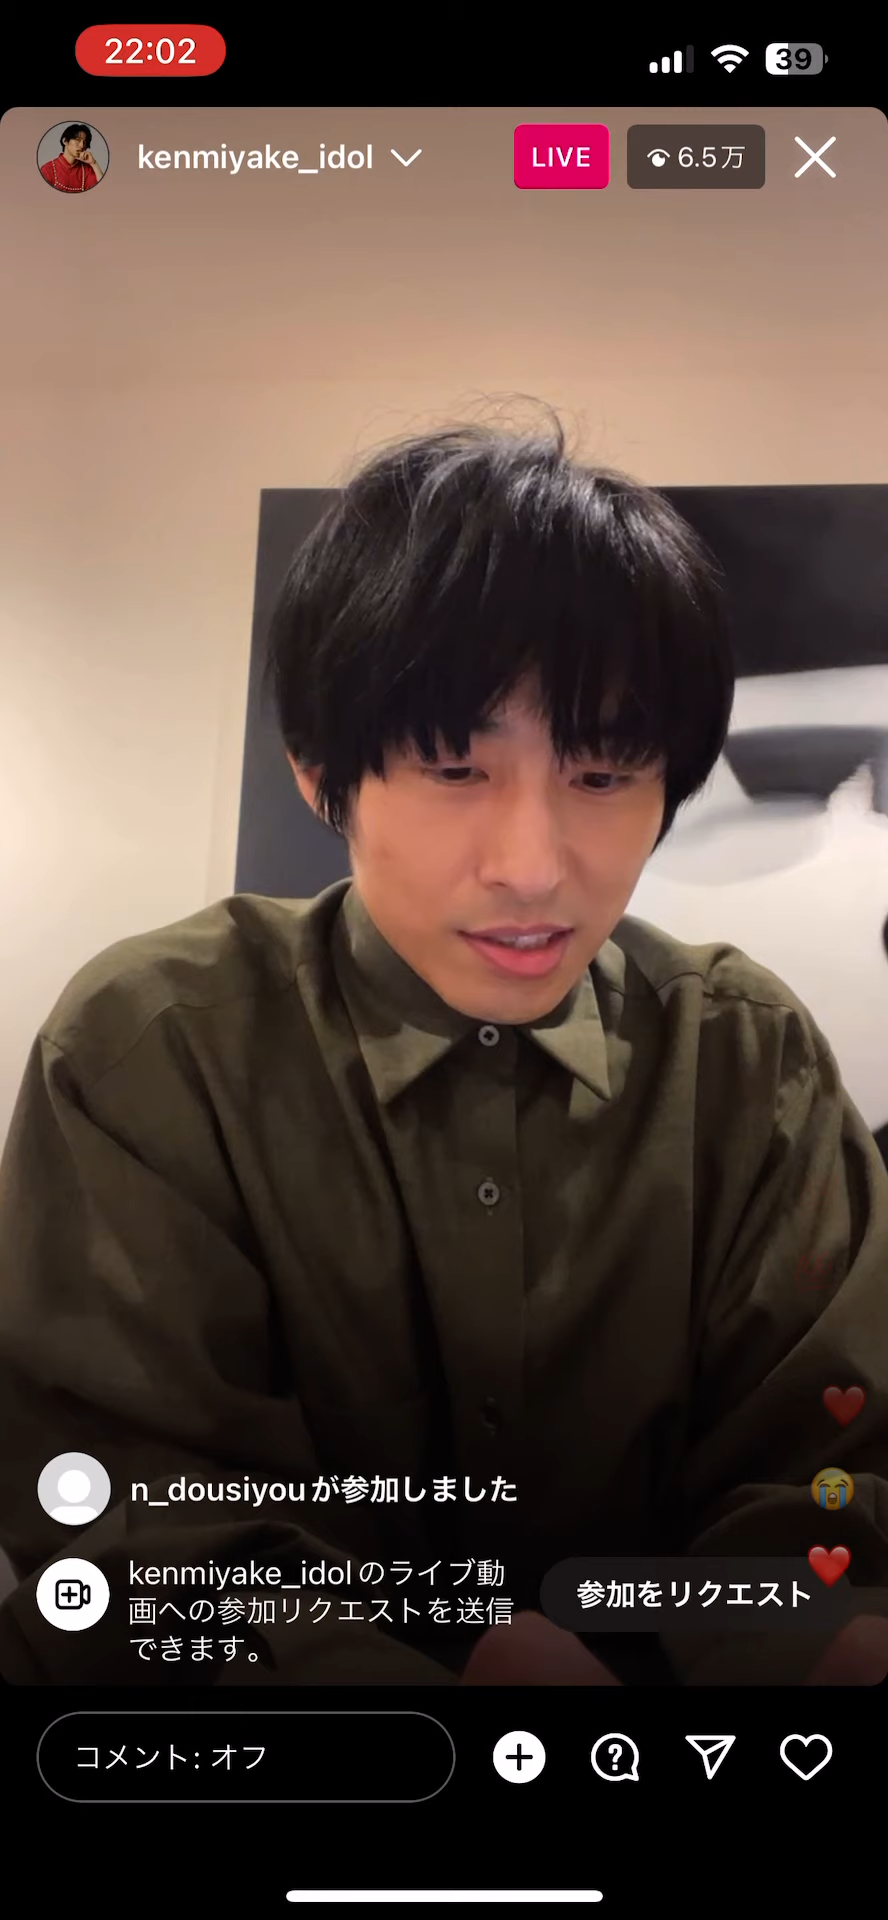 22:02
39
kenmiyake_idol
LIVE
6.5万
n_dousiyouが参加しました
kenmiyake_idolのライブ動
画への参加リクエストを送信
できます。
参加をリクエスト
コメント: オフ